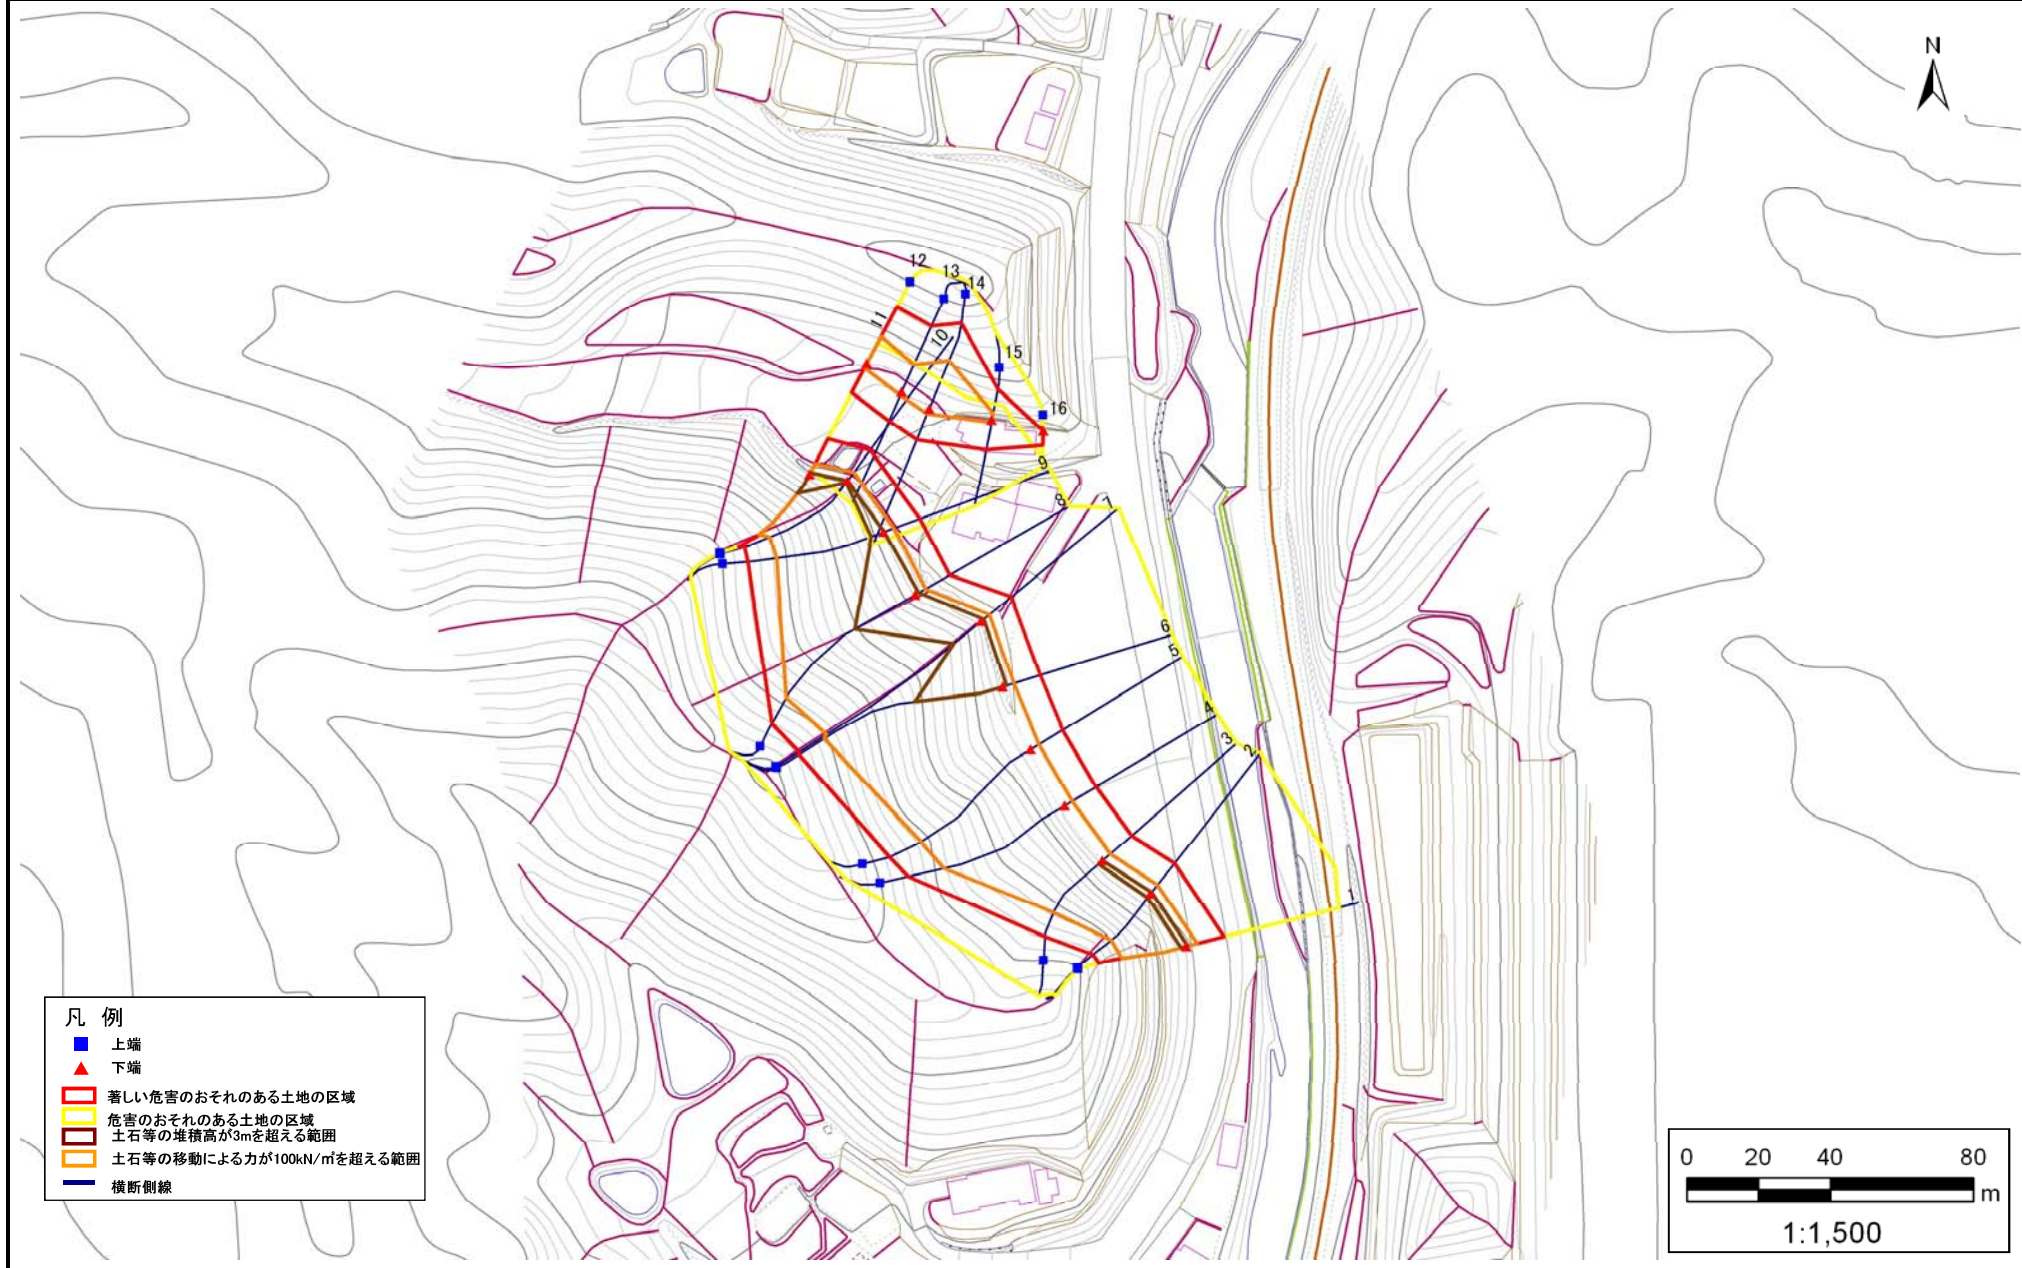 N
12
13
14
11
10
15
16
9
8
7
6
5
4
3
2
1
凡 例
上端
下端
著しい危害のおそれのある土地の区域
危害のおそれのある土地の区域
土石等の堆積高が3mを超える範囲
土石等の移動による力が100kN/㎡を超える範囲
横断側線
0 20 40 80
m
1:1,500